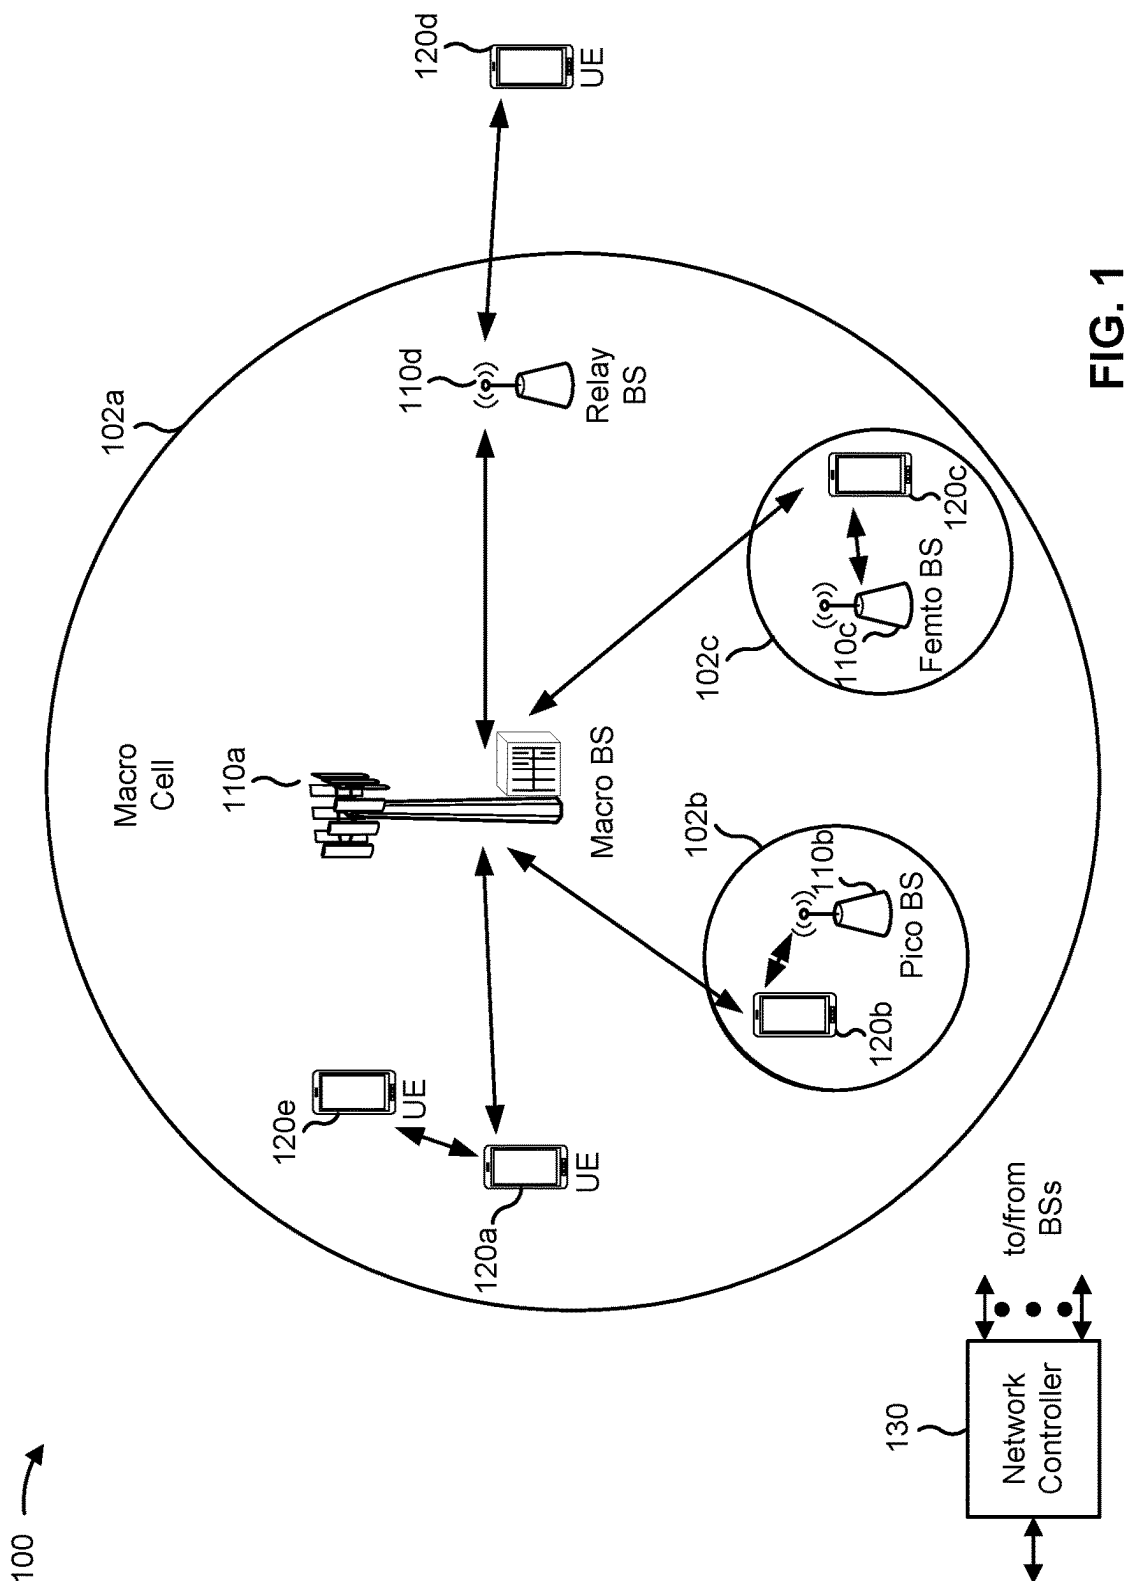 100
102a
Macro
Cell
110a
120d
UE
110d
Relay
BS
120e
UE
120a
UE
Macro BS
102b
110b
Pico BS
120b
102c
110c
Femto BS
120c
130
Network
Controller
to/from
BSs
FIG. 1